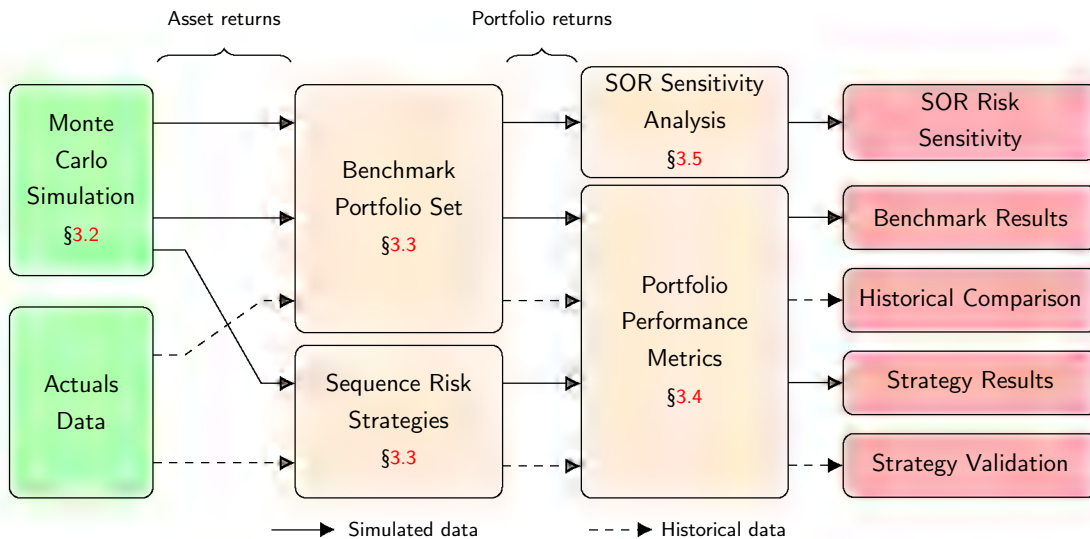 Asset returns
Portfolio returns
Monte
Carlo
Simulation
§3.2
Actuals
Data
Benchmark
Portfolio Set
§3.3
Sequence Risk
Strategies
§3.3
SOR Sensitivity
Analysis
§3.5
Portfolio
Performance
Metrics
§3.4
SOR Risk
Sensitivity
Benchmark Results
Historical Comparison
Strategy Results
Strategy Validation
Simulated data
Historical data